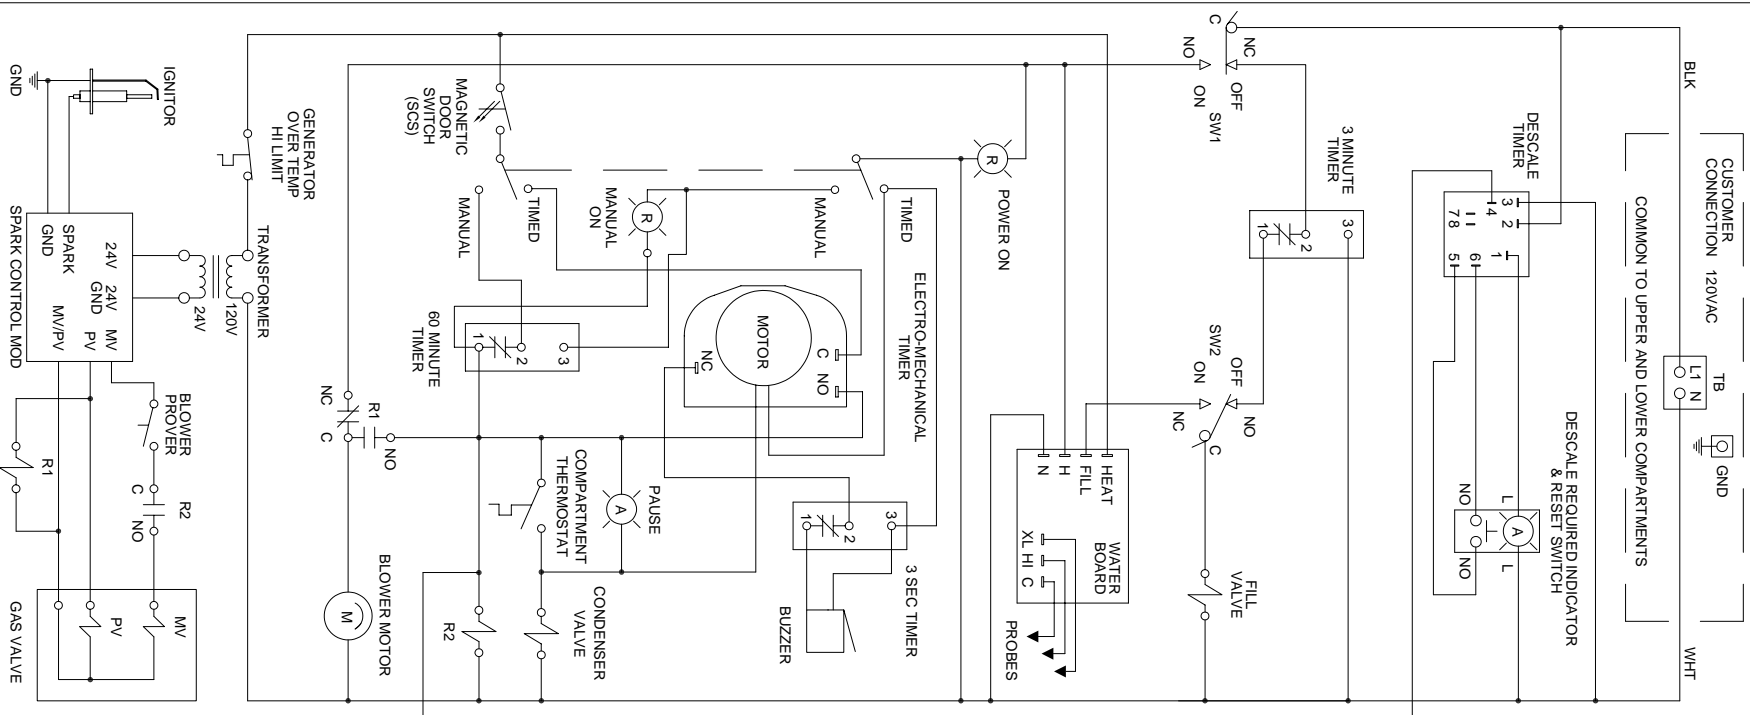 CUSTOMER
CONNECTION 120VAC
COMMON TO UPPER AND LOWER COMPARTMENTS
BLK
WHT
TB
L1 N
GND
DESCALE REQUIRED INDICATOR
& RESET SWITCH
L
A
L
NO
NO
DESCALE
TIMER
3 2
4
1
7 8
5 6
3 MINUTE
TIMER
1
2
3
C
NC
NO
OFF
ON
SW1
SW2
OFF
ON
NO
NC
C
FILL
VALVE
R
POWER ON
WATER
BOARD
HEAT
FILL
H
N
XL HI C
PROBES
TIMED
MANUAL
ELECTRO-MECHANICAL
TIMER
MOTOR
C
NO
NC
3 SEC TIMER
1
2
3
BUZZER
MAGNETIC
DOOR
SWITCH
(SCS)
TIMED
MANUAL
R
MANUAL
ON
60 MINUTE
TIMER
1
2
3
PAUSE
A
COMPARTMENT
THERMOSTAT
CONDENSER
VALVE
R2
R1
NC
C
NO
BLOWER MOTOR
M
GENERATOR
OVER TEMP
HI LIMIT
TRANSFORMER
120V
24V
IGNITOR
GND
SPARK CONTROL MOD
GND
SPARK
24V
24V
GND
MV
PV
MV/PV
BLOWER
PROVER
R1
R2
C
NO
GAS VALVE
MV
PV